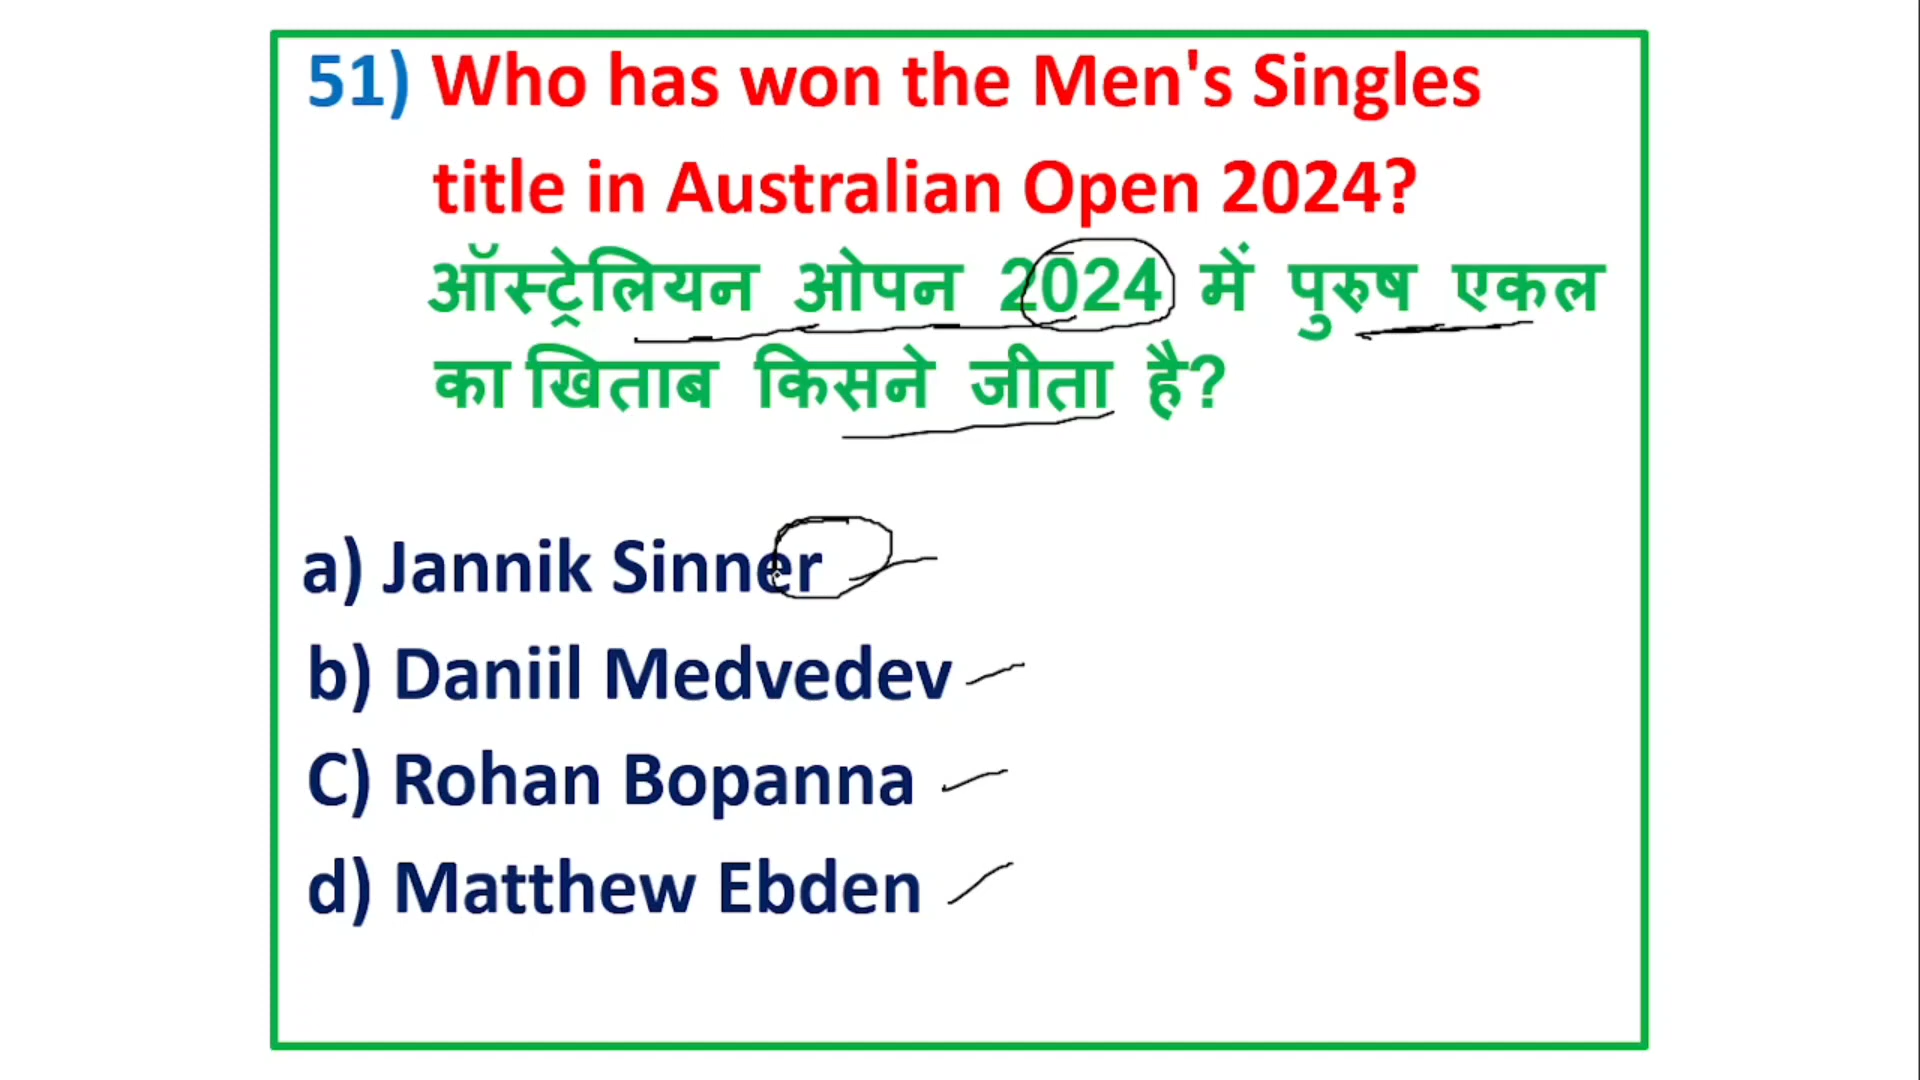 51) Who has won the Men's Singles
title in Australian Open 2024?
ऑस्ट्रेलियन ओपन 2024 में पुरुष एकल
का खिताब किसने जीता है?
a) Jannik Sinner
b) Daniil Medvedev
C) Rohan Bopanna
d) Matthew Ebden